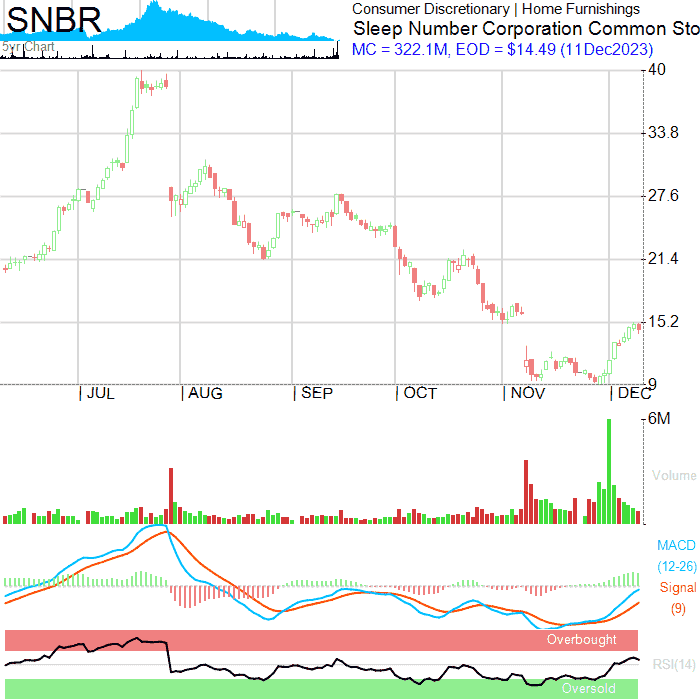 SNBR
Consumer Discretionary | Home Furnishings
Sleep Number Corporation Common Sto
MC = 322.1M, EOD = $14.49 (11Dec2023)
5yr Chart
40
33.8
27.6
21.4
15.2
9
| JUL | AUG | SEP | OCT | NOV | DEC
6M
Volume
MACD
(12-26)
Signal
(9)
Overbought
RSI(14)
Oversold